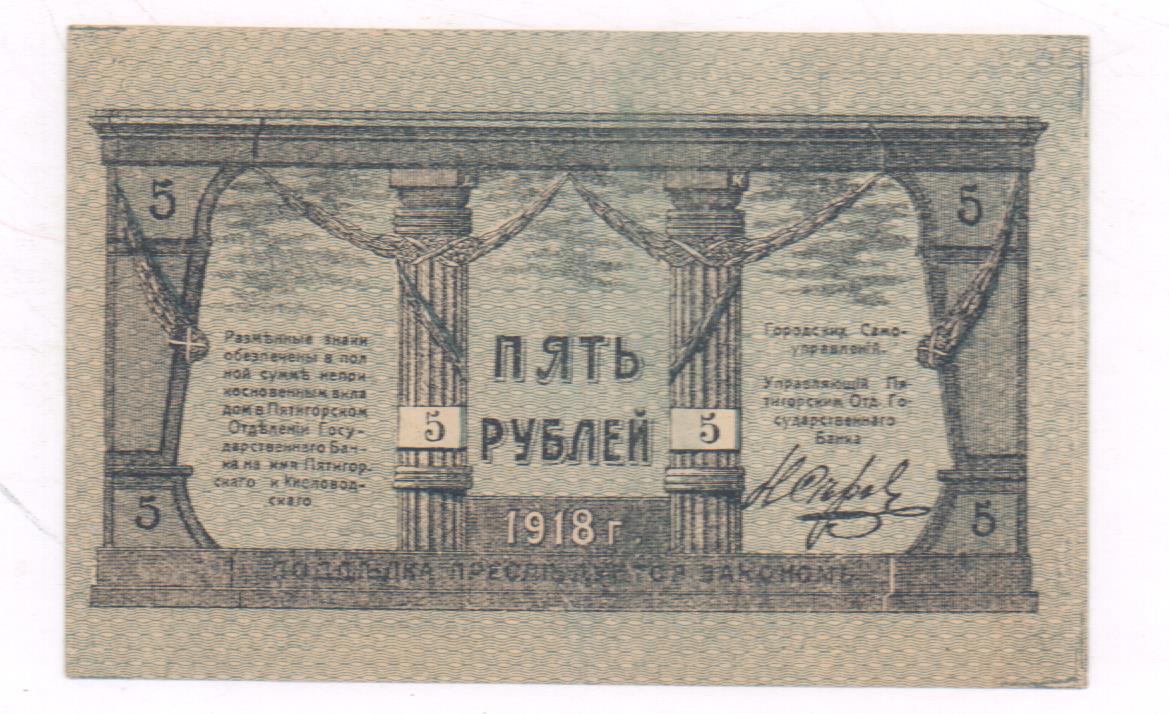 5
5
Размѣнные знаки
обезпечены в пол
ной суммѣ непри
косновенным вкла
дом в Пятигорском
Отдѣленіи Госу-
дарственнаго Бан-
ка на имя Пятигор-
скаго и Кисловод-
скаго
Городских Само-
управленій.
Управляющій Пя-
тигорским Отд. Го-
сударственнаго
Банка
ПЯТЬ
РУБЛЕЙ
5
5
1918 г.
5
5
ПОДДѢЛКА ПРЕСЛѢДУЕТСЯ ЗАКОНОМЪ